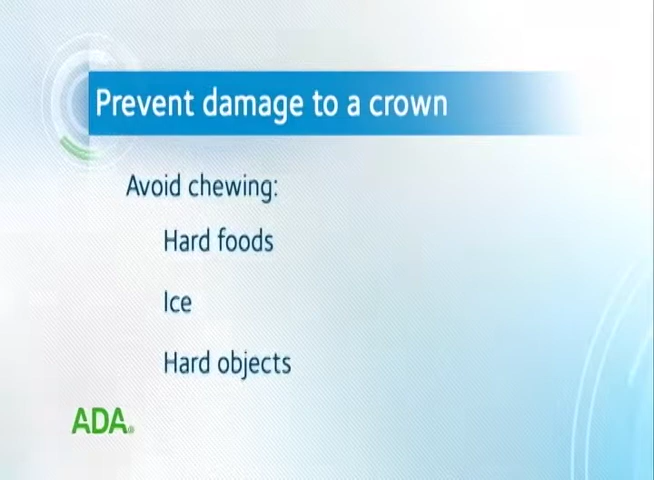 Prevent damage to a crown
Avoid chewing:
Hard foods
Ice
Hard objects
ADA®